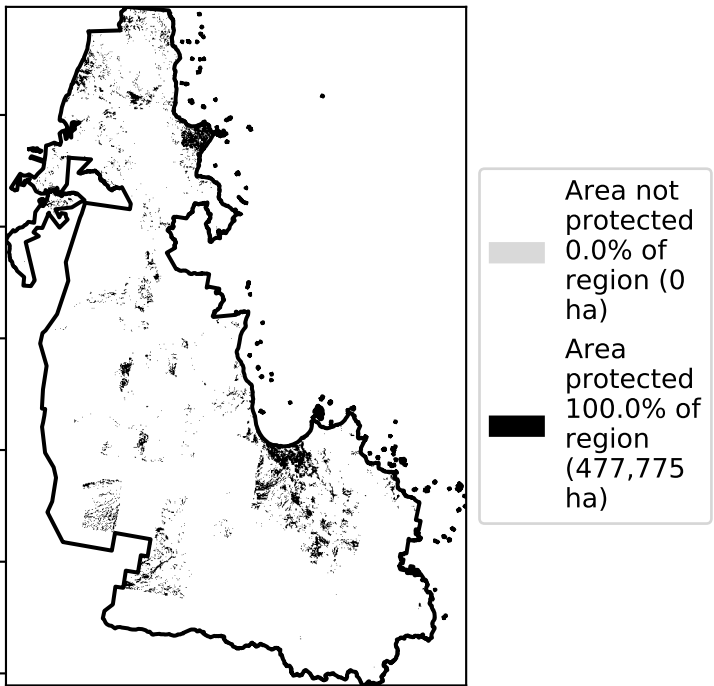 Area not
protected
0.0% of
region (0
ha)
Area
protected
100.0% of
region
(477,775
ha)